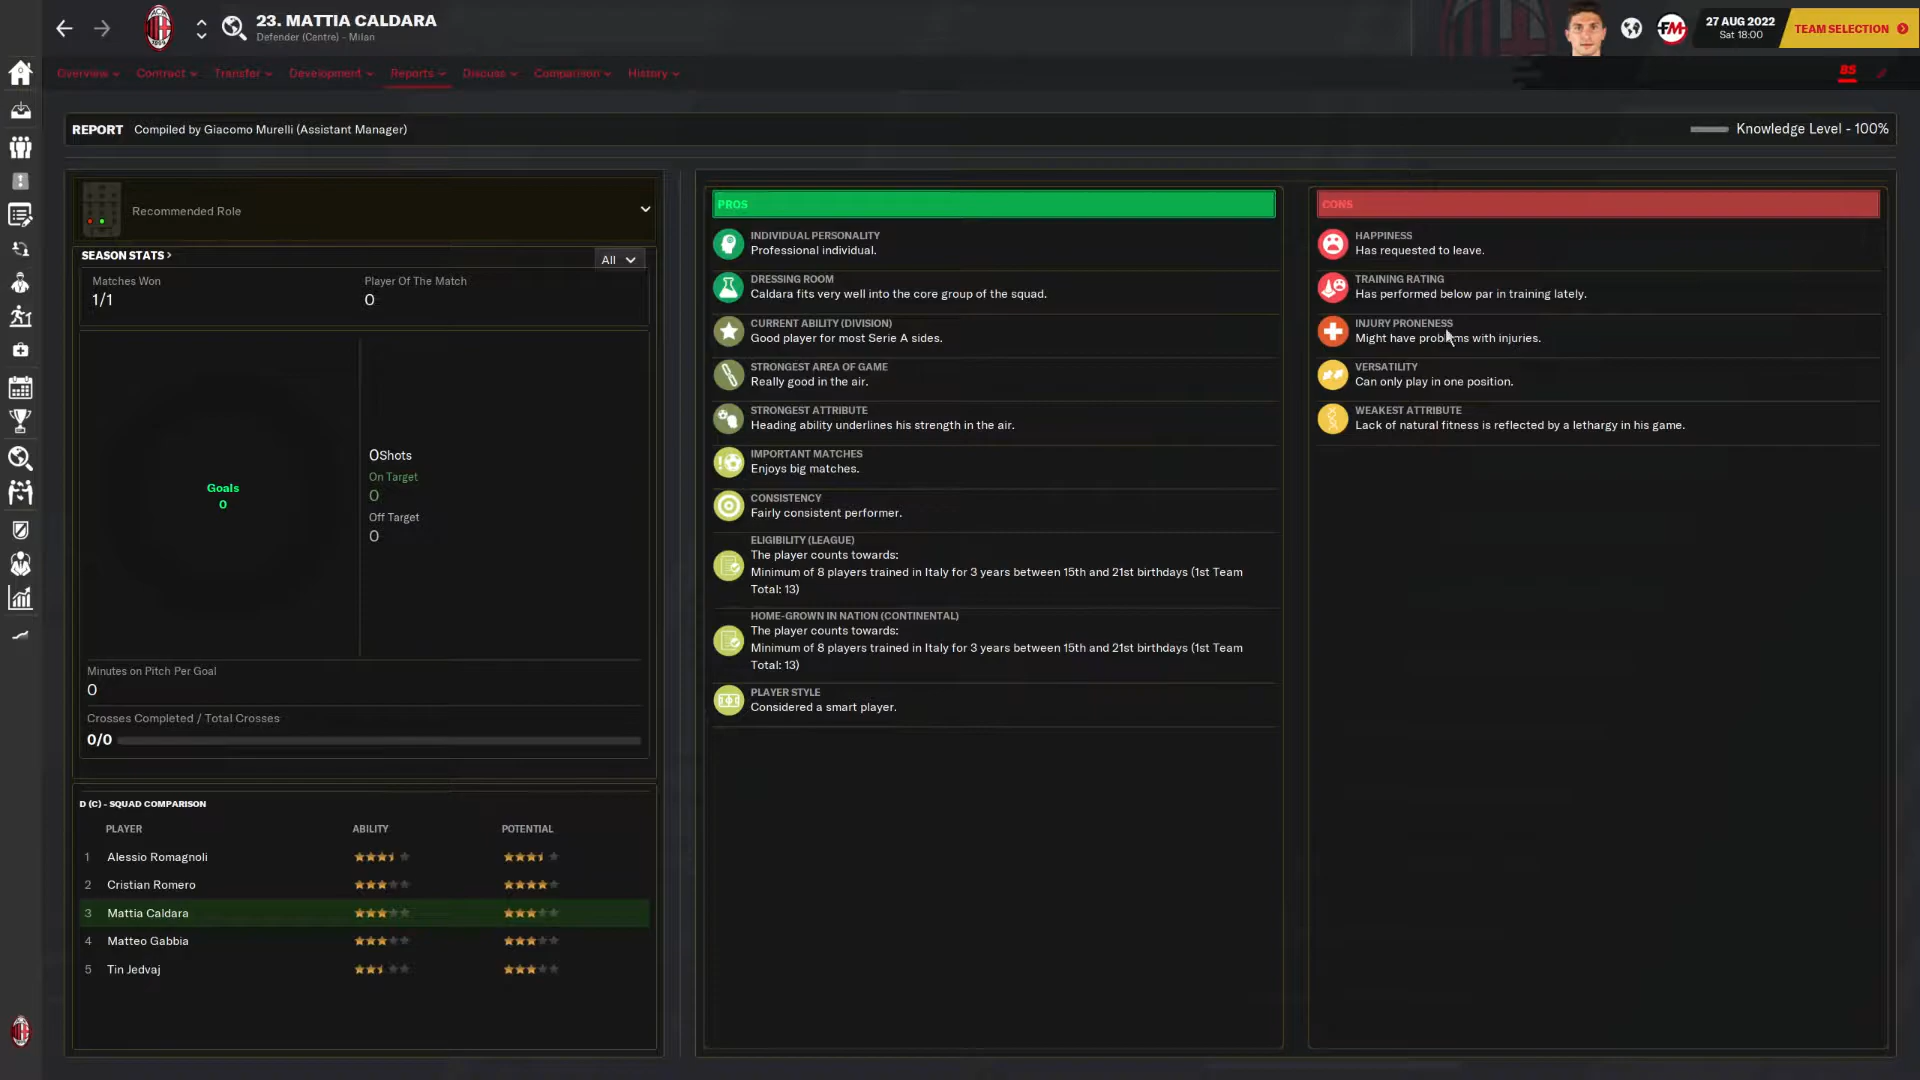 23. MATTIA CALDARA
Defender (Centre) - Milan
27 AUG 2022
Sat 18:00
TEAM SELECTION
Overview
Contract
Transfer
Development
Reports
Discuss
Comparison
History
BS
REPORT Compiled by Giacomo Murelli (Assistant Manager)
Knowledge Level - 100%
Recommended Role
SEASON STATS
All
Matches Won
1/1
Player Of The Match
0
Goals
0
0Shots
On Target
0
Off Target
0
Minutes on Pitch Per Goal
0
Crosses Completed / Total Crosses
0/0
D (C) - SQUAD COMPARISON
PLAYER ABILITY POTENTIAL
1 Alessio Romagnoli
2 Cristian Romero
3 Mattia Caldara
4 Matteo Gabbia
5 Tin Jedvaj
PROS
INDIVIDUAL PERSONALITY
Professional individual.
DRESSING ROOM
Caldara fits very well into the core group of the squad.
CURRENT ABILITY (DIVISION)
Good player for most Serie A sides.
STRONGEST AREA OF GAME
Really good in the air.
STRONGEST ATTRIBUTE
Heading ability underlines his strength in the air.
IMPORTANT MATCHES
Enjoys big matches.
CONSISTENCY
Fairly consistent performer.
ELIGIBILITY (LEAGUE)
The player counts towards:
Minimum of 8 players trained in Italy for 3 years between 15th and 21st birthdays (1st Team
Total: 13)
HOME-GROWN IN NATION (CONTINENTAL)
The player counts towards:
Minimum of 8 players trained in Italy for 3 years between 15th and 21st birthdays (1st Team
Total: 13)
PLAYER STYLE
Considered a smart player.
CONS
HAPPINESS
Has requested to leave.
TRAINING RATING
Has performed below par in training lately.
INJURY PRONENESS
Might have problems with injuries.
VERSATILITY
Can only play in one position.
WEAKEST ATTRIBUTE
Lack of natural fitness is reflected by a lethargy in his game.